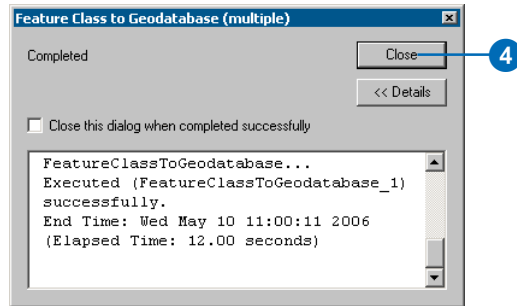 Feature Class to Geodatabase (multiple)
Completed
Close
4
<< Details
Close this dialog when completed successfully
FeatureClassToGeodatabase...
Executed (FeatureClassToGeodatabase_1)
successfully.
End Time: Wed May 10 11:00:11 2006
(Elapsed Time: 12.00 seconds)